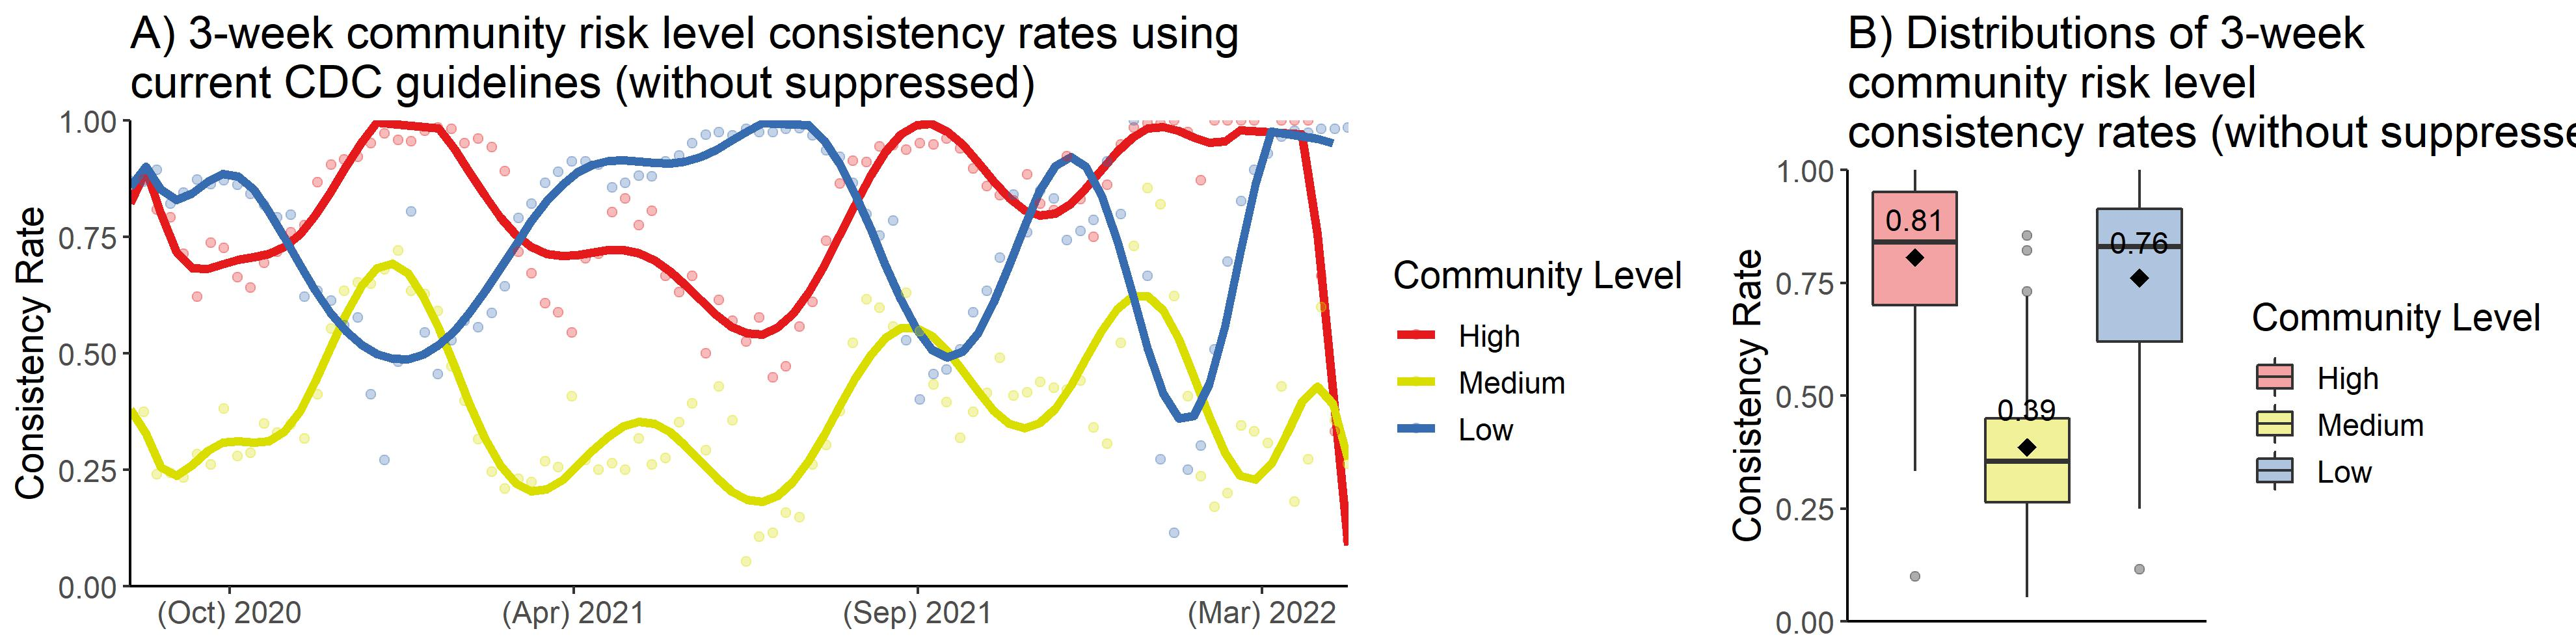 A) 3-week community risk level consistency rates using
current CDC guidelines (without suppressed)
Consistency Rate
1.00
0.75
0.50
0.25
0.00
(Oct) 2020
(Apr) 2021
(Sep) 2021
(Mar) 2022
Community Level
High
Medium
Low
B) Distributions of 3-week
community risk level
consistency rates (without suppresse
Consistency Rate
1.00
0.75
0.50
0.25
0.00
0.81
0.39
0.76
Community Level
High
Medium
Low